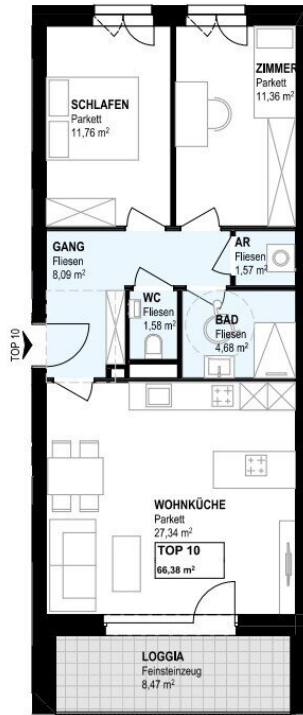 SCHLAFEN
Parkett
11,76 m²
ZIMMER
Parkett
11,36 m²
GANG
Fliesen
8,09 m²
AR
Fliesen
1,57 m²
WC
Fliesen
1,58 m²
BAD
Fliesen
4,68 m²
TOP 10
WOHNKÜCHE
Parkett
27,34 m²
TOP 10
66,38 m²
LOGGIA
Feinsteinzeug
8,47 m²